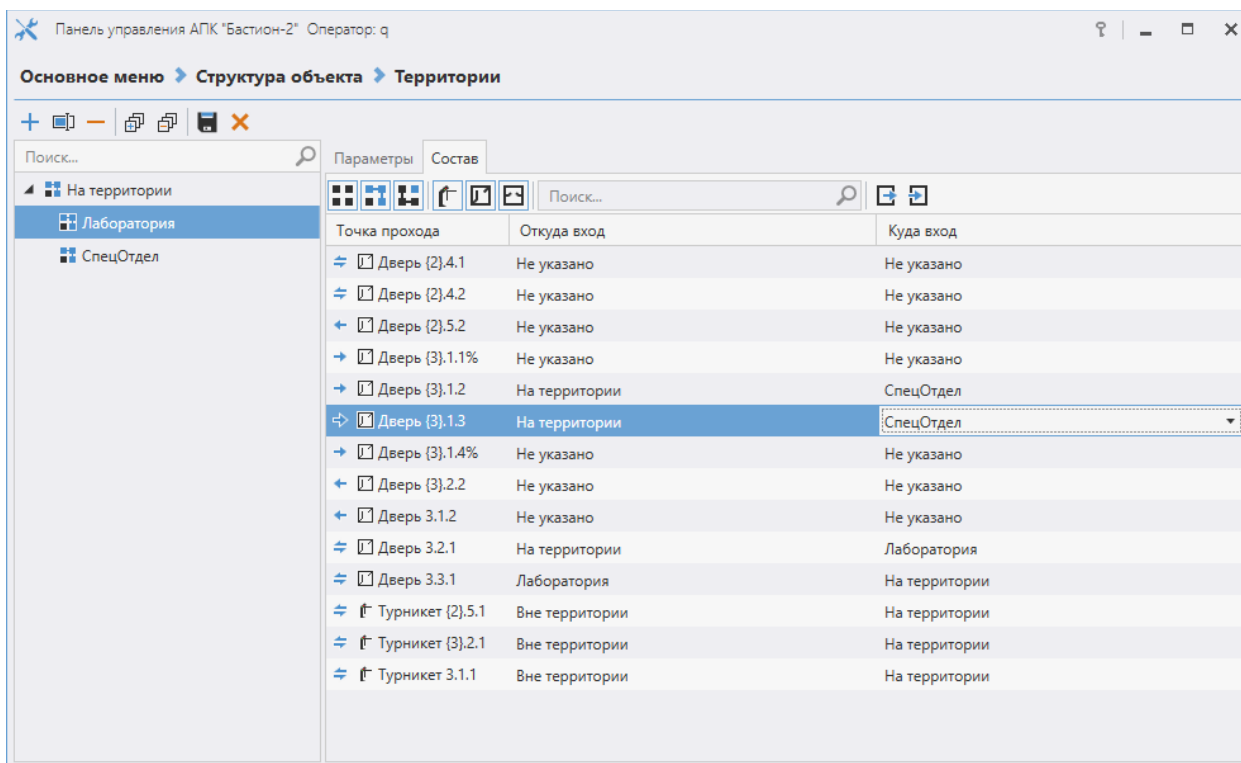 Панель управления АПК "Бастион-2" Оператор: q
Основное меню Структура объекта Территории
Поиск...
На территории
Лаборатория
СпецОтдел
Параметры Состав
Поиск...
Точка прохода Откуда вход Куда вход
Дверь {2}.4.1 Не указано Не указано
Дверь {2}.4.2 Не указано Не указано
Дверь {2}.5.2 Не указано Не указано
Дверь {3}.1.1% Не указано Не указано
Дверь {3}.1.2 На территории СпецОтдел
Дверь {3}.1.3 На территории СпецОтдел
Дверь {3}.1.4% Не указано Не указано
Дверь {3}.2.2 Не указано Не указано
Дверь 3.1.2 Не указано Не указано
Дверь 3.2.1 На территории Лаборатория
Дверь 3.3.1 Лаборатория На территории
Турникет {2}.5.1 Вне территории На территории
Турникет {3}.2.1 Вне территории На территории
Турникет 3.1.1 Вне территории На территории